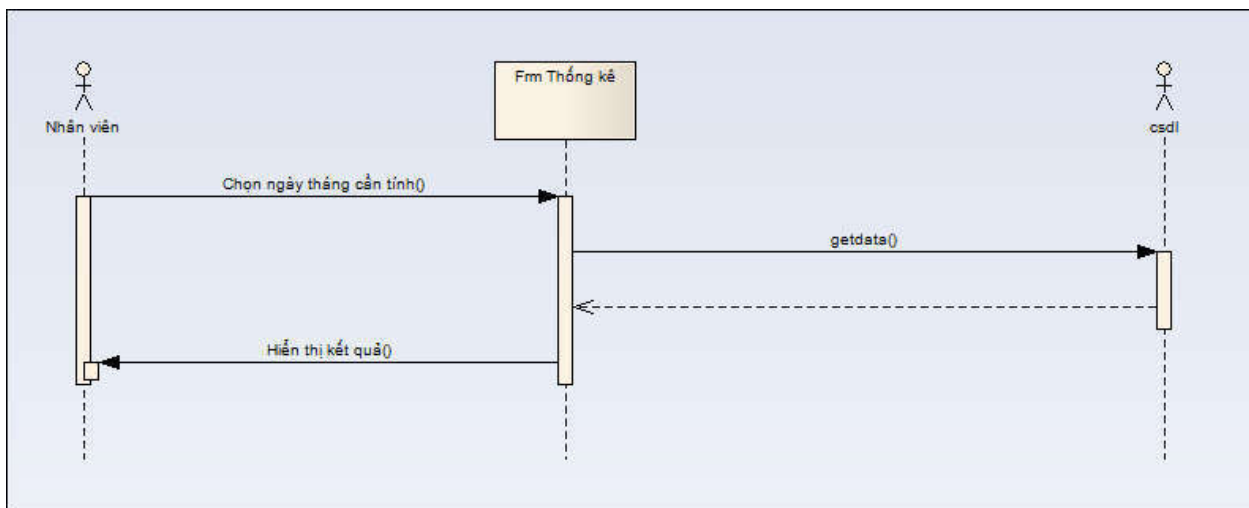 Frm Thống kê
Nhân viên
csdl
Chọn ngày tháng cần tính()
getdata()
Hiển thị kết quả()